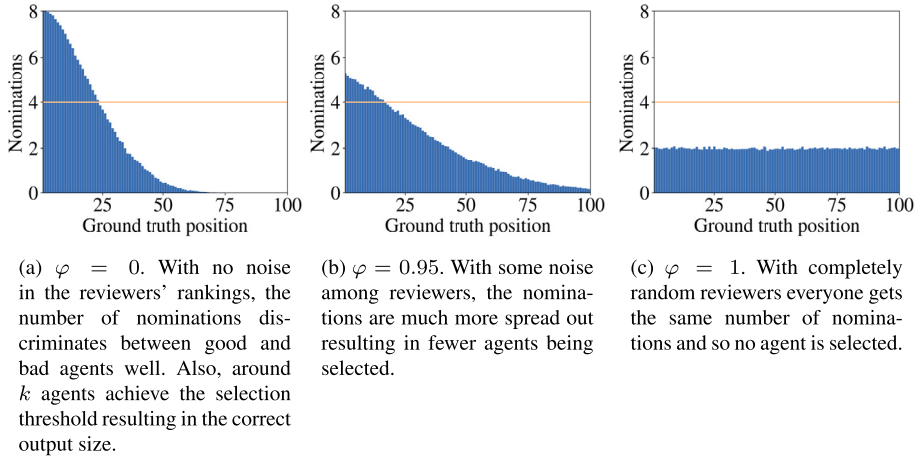 8
6
4
2
0
Nominations
25
50
75
100
Ground truth position
8
6
4
2
0
Nominations
25
50
75
100
Ground truth position
8
6
4
2
0
Nominations
25
50
75
100
Ground truth position
(a) φ = 0. With no noise
in the reviewers' rankings, the
number of nominations dis-
criminates between good and
bad agents well. Also, around
k agents achieve the selection
threshold resulting in the correct
output size.
(b) φ = 0.95. With some noise
among reviewers, the nomina-
tions are much more spread out
resulting in fewer agents being
selected.
(c) φ = 1. With completely
random reviewers everyone gets
the same number of nomina-
tions and so no agent is selected.